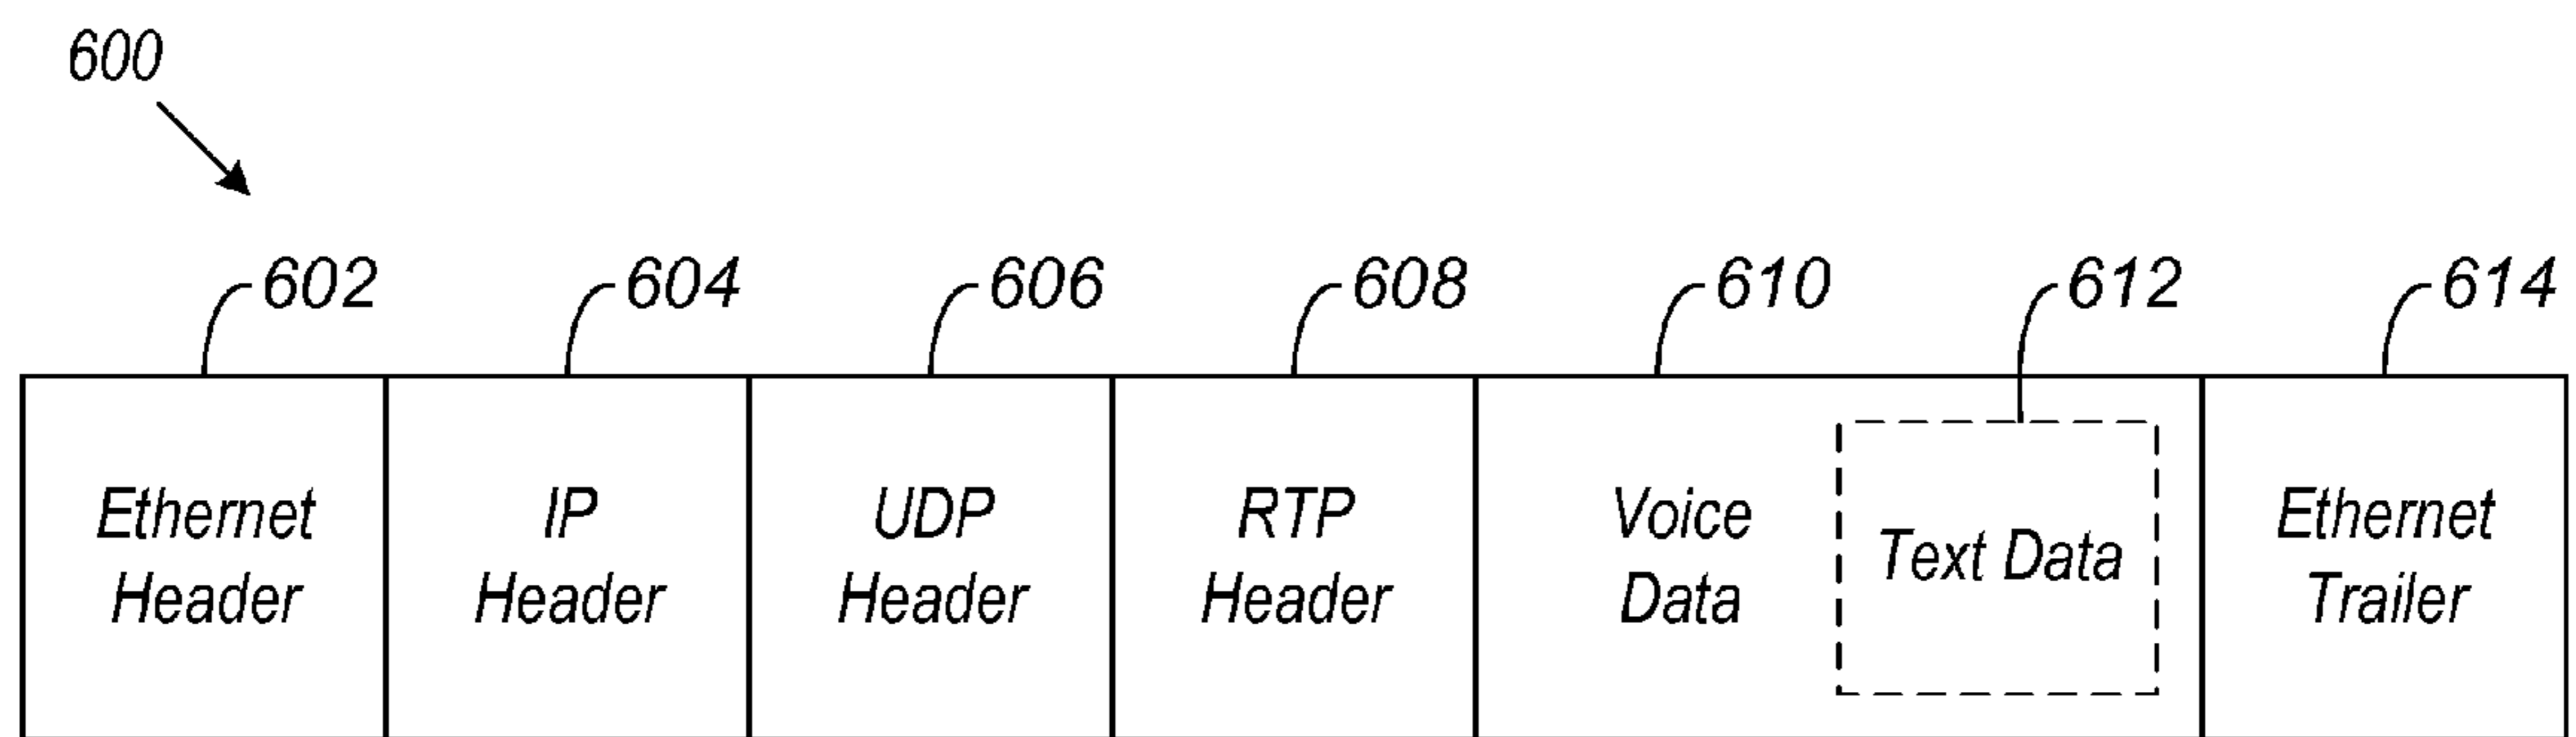 600
602 604 606 608 610 612 614
Ethernet Header
IP Header
UDP Header
RTP Header
Voice Data
Text Data
Ethernet Trailer